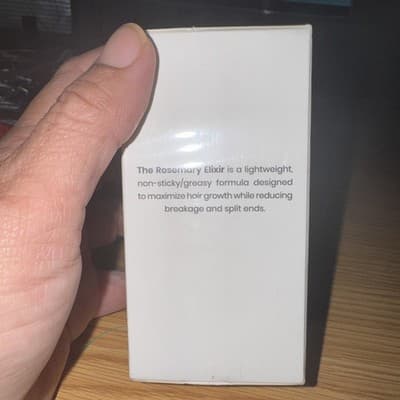 The Rosemary Elixir is a lightweight,
non-sticky/greasy formula designed
to maximize hair growth while reducing
breakage and split ends.